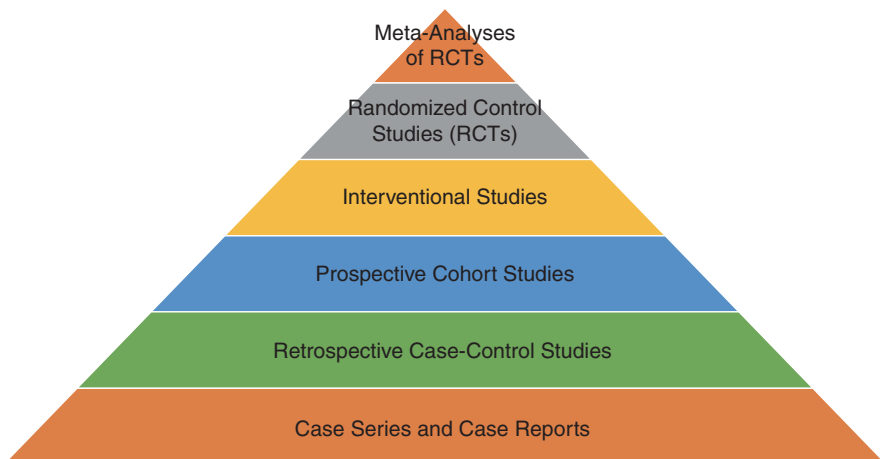 Meta-Analyses
of RCTs
Randomized Control
Studies (RCTs)
Interventional Studies
Prospective Cohort Studies
Retrospective Case-Control Studies
Case Series and Case Reports